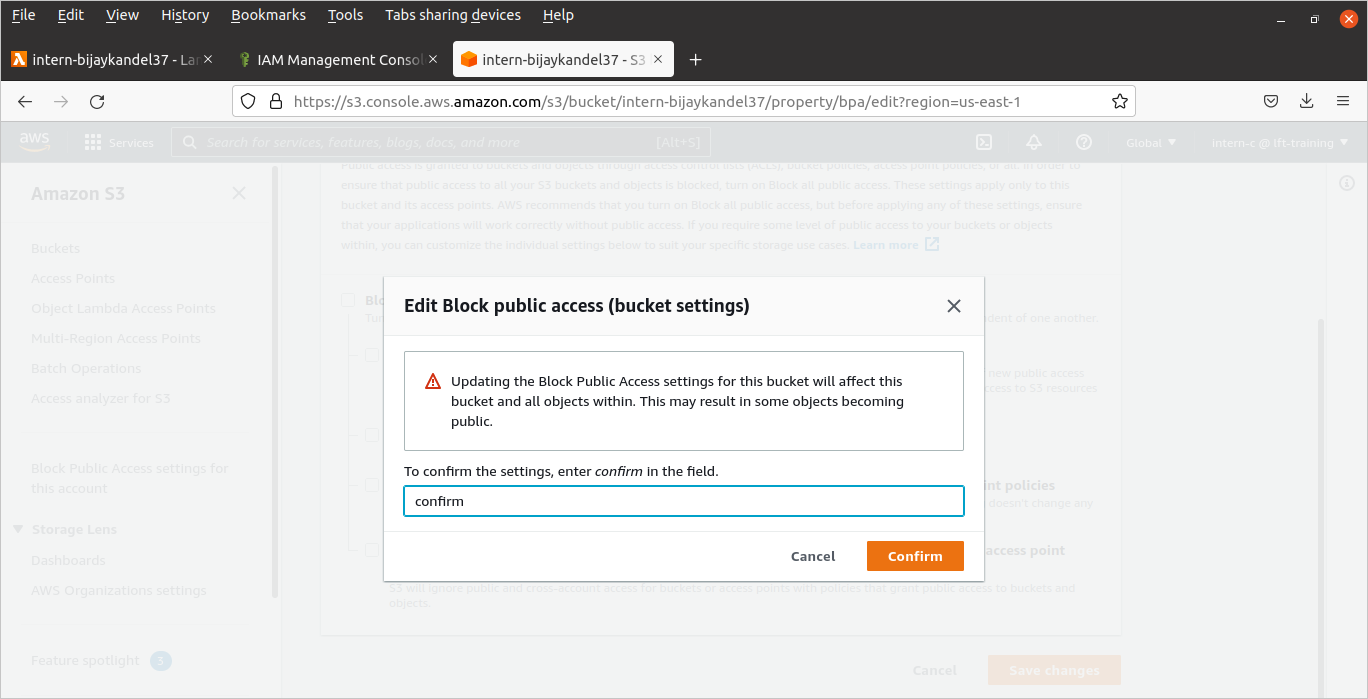 File Edit View History Bookmarks Tools Tabs sharing devices Help
intern-bijaykandel37 - La
IAM Management Consol
intern-bijaykandel37 - S3
https://s3.console.aws.amazon.com/s3/bucket/intern-bijaykandel37/property/bpa/edit?region=us-east-1
aws
Services
Search for services, features, blogs, docs, and more
[Alt+S]
Global
intern-c @ lft-training
Amazon S3
Buckets
Access Points
Object Lambda Access Points
Multi-Region Access Points
Batch Operations
Access analyzer for S3
Block Public Access settings for
this account
Storage Lens
Dashboards
AWS Organizations settings
Feature spotlight 3
Public access is granted to buckets and objects through access control lists (ACLs), bucket policies, access point policies, or all. In order to
ensure that public access to all your S3 buckets and objects is blocked, turn on Block all public access. These settings apply only to this
bucket and its access points. AWS recommends that you turn on Block all public access, but before applying any of these settings, ensure
that your applications will work correctly without public access. If you require some level of public access to your buckets or objects
within, you can customize the individual settings below to suit your specific storage use cases. Learn more
Edit Block public access (bucket settings)
Updating the Block Public Access settings for this bucket will affect this
bucket and all objects within. This may result in some objects becoming
public.
To confirm the settings, enter confirm in the field.
confirm
Cancel
Confirm
of one another.
new public access
to S3 resources
policies
doesn't change any
access point
S3 will ignore public and cross-account access for buckets or access points with policies that grant public access to buckets and
objects.
Cancel
Save changes